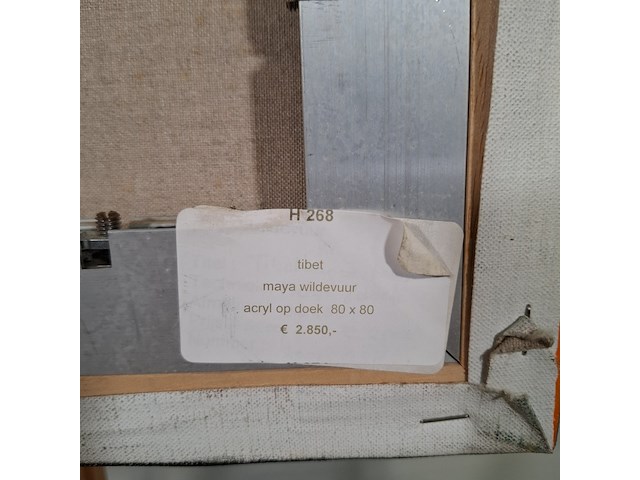 H 268
tibet
maya wildevuur
acryl op doek 80 x 80
€ 2.850,-